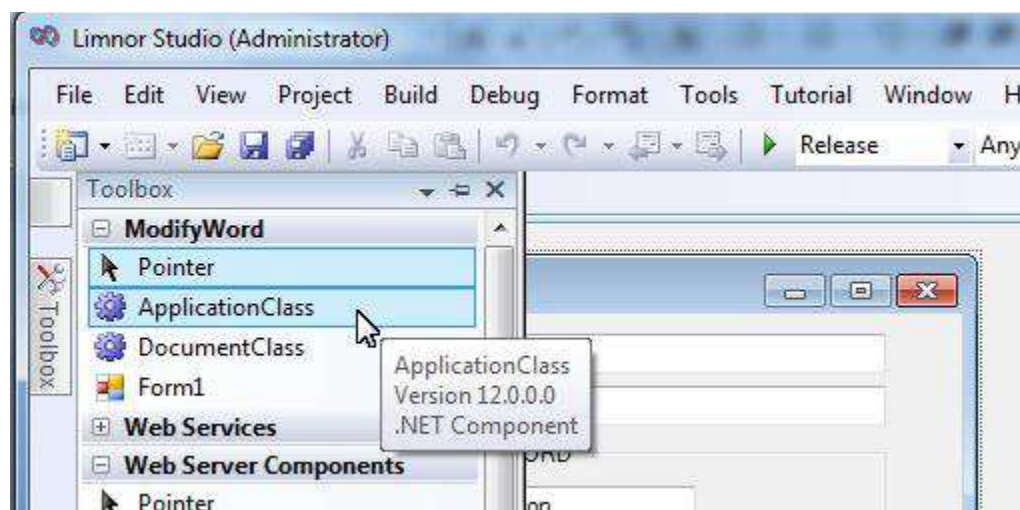 Limnor Studio (Administrator)
File Edit View Project Build Debug Format Tools Tutorial Window H
Release Any
Toolbox
ModifyWord
Pointer
ApplicationClass
DocumentClass
Form1
Web Services
Web Server Components
Pointer
Toolbox
ApplicationClass
Version 12.0.0.0
.NET Component